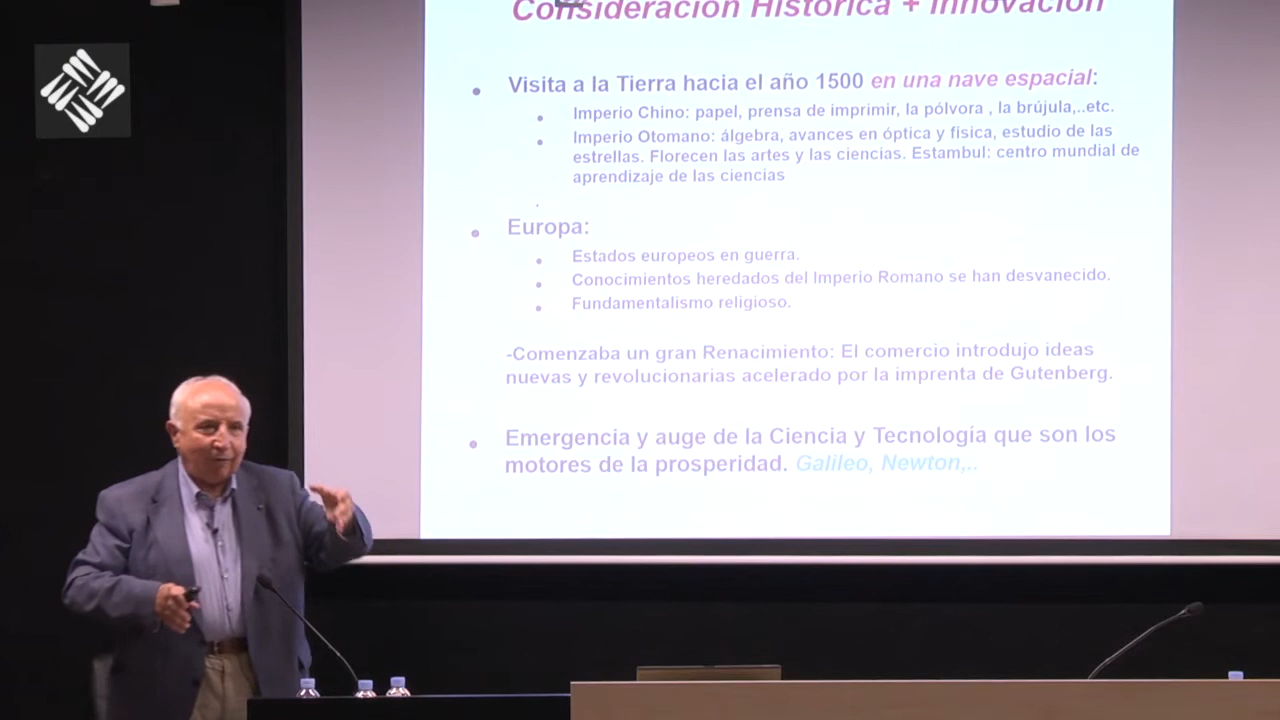 Consideración Histórica + Innovación
• Visita a la Tierra hacia el año 1500 en una nave espacial:
• Imperio Chino: papel, prensa de imprimir, la pólvora , la brújula,..etc.
• Imperio Otomano: álgebra, avances en óptica y física, estudio de las
estrellas. Florecen las artes y las ciencias. Estambul: centro mundial de
aprendizaje de las ciencias
.
• Europa:
• Estados europeos en guerra.
• Conocimientos heredados del Imperio Romano se han desvanecido.
• Fundamentalismo religioso.
-Comenzaba un gran Renacimiento: El comercio introdujo ideas
nuevas y revolucionarias acelerado por la imprenta de Gutenberg.
• Emergencia y auge de la Ciencia y Tecnología que son los
motores de la prosperidad. Galileo, Newton,..